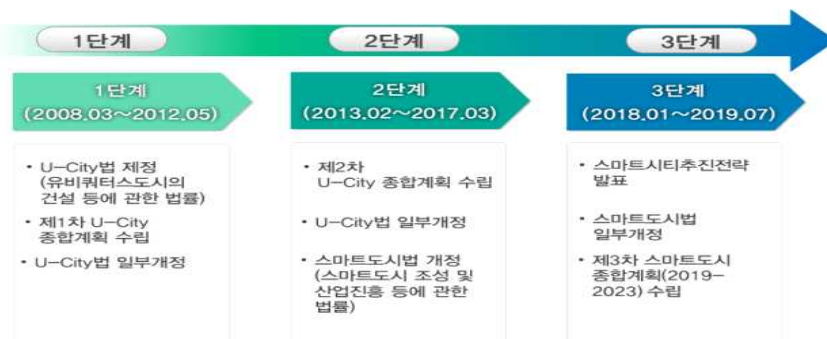 1단계
2단계
3단계
1단계
(2008.03~2012.05)
• U-City법 제정
(유비쿼터스도시의
건설 등에 관한 법률)
• 제1차 U-City
종합계획 수립
• U-City법 일부개정
2단계
(2013.02~2017.03)
• 제2차
U-City 종합계획 수립
• U-City법 일부개정
• 스마트도시법 개정
(스마트도시 조성 및
산업진흥 등에 관한
법률)
3단계
(2018.01~2019.07)
• 스마트시티추진전략
발표
• 스마트도시법
일부개정
• 제3차 스마트도시
종합계획(2019-
2023) 수립